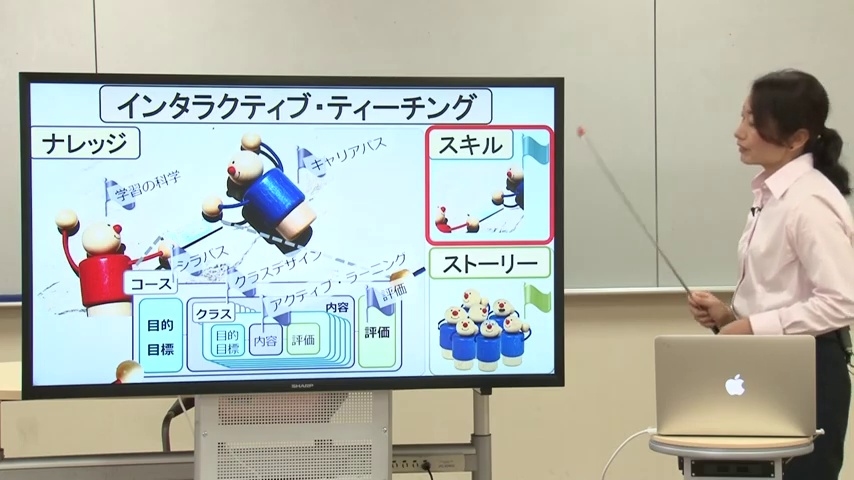 インタラクティブ・ティーチング
ナレッジ
スキル
学習の科学
キャリアパス
シラバス
クラスデザイン
アクティブ・ラーニング
評価
コース
目的
目標
クラス
目的
目標
内容
評価
内容
評価
ストーリー
SHARP